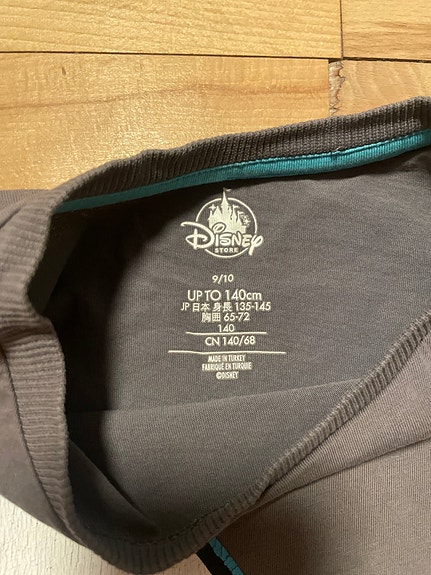 Disney
STORE
9/10
UP TO 140cm
JP 日本 身長 135-145
胸囲 65-72
140
CN 140/68
MADE IN TURKEY
FABRIQUÉ EN TURQUIE
©DISNEY